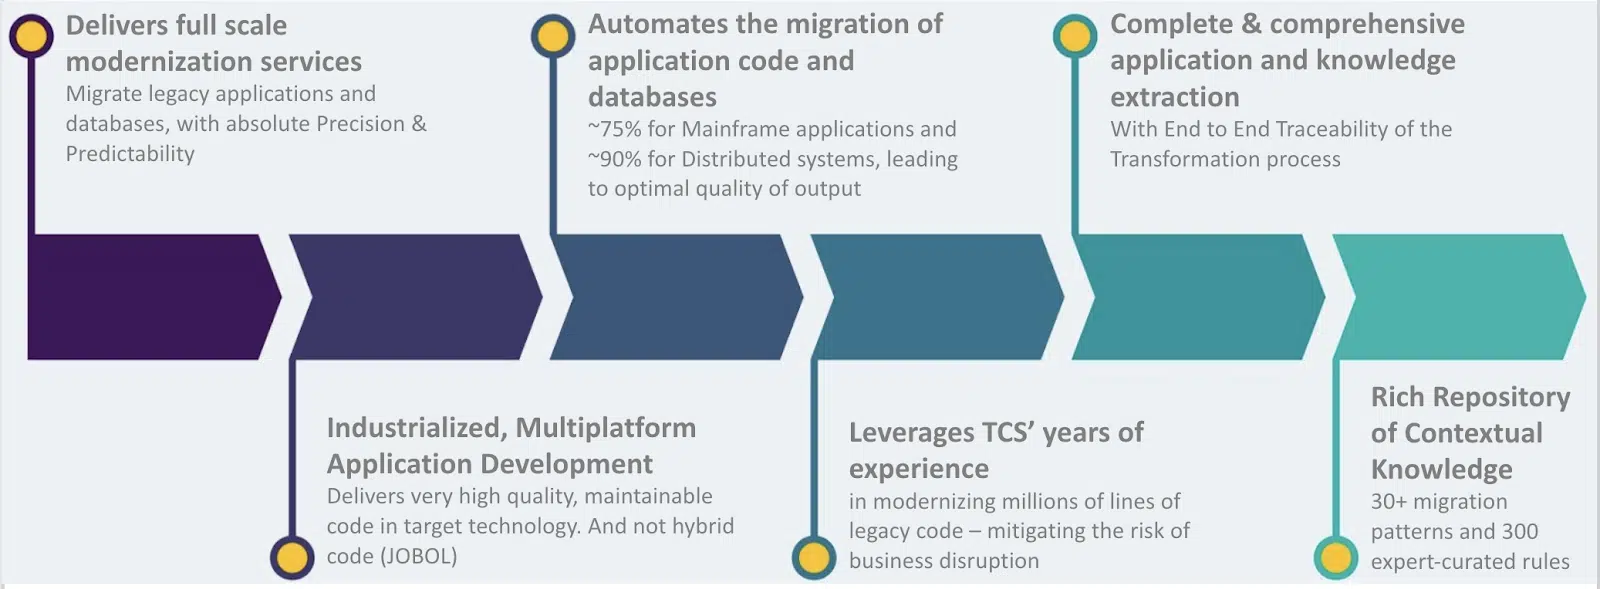 Delivers full scale
modernization services
Migrate legacy applications and
databases, with absolute Precision &
Predictability
Automates the migration of
application code and
databases
~75% for Mainframe applications and
~90% for Distributed systems, leading
to optimal quality of output
Complete & comprehensive
application and knowledge
extraction
With End to End Traceability of the
Transformation process
Industrialized, Multiplatform
Application Development
Delivers very high quality, maintainable
code in target technology. And not hybrid
code (JOBOL)
Leverages TCS’ years of
experience
in modernizing millions of lines of
legacy code – mitigating the risk of
business disruption
Rich Repository
of Contextual
Knowledge
30+ migration
patterns and 300
expert-curated rules